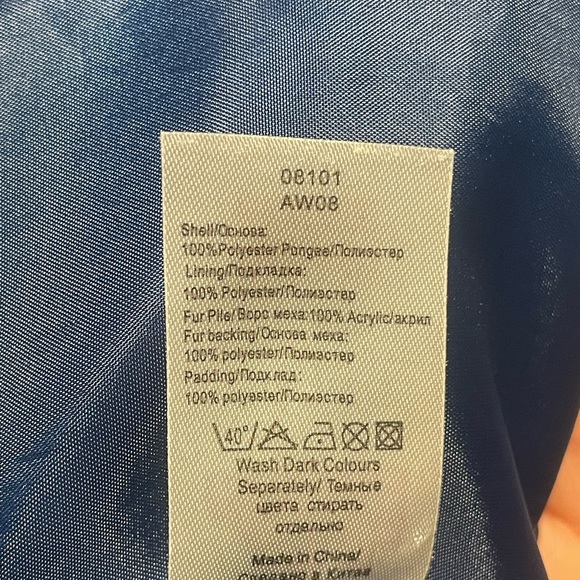 08101
AW08
Shell/Основа:
100%Polyester Pongee/Полиэстер
Lining/Подкладка:
100% Polyester/Полиэстер
Fur Pile/Ворс меха:100% Acrylic/акрил
Fur backing/Основа меха:
100% polyester/Полиэстер
Padding/Подклад:
100% polyester/Полиэстер
40°
Wash Dark Colours
Separately/ Темные
цвета стирать
отдельно
Made in China/
Сделано в Китае